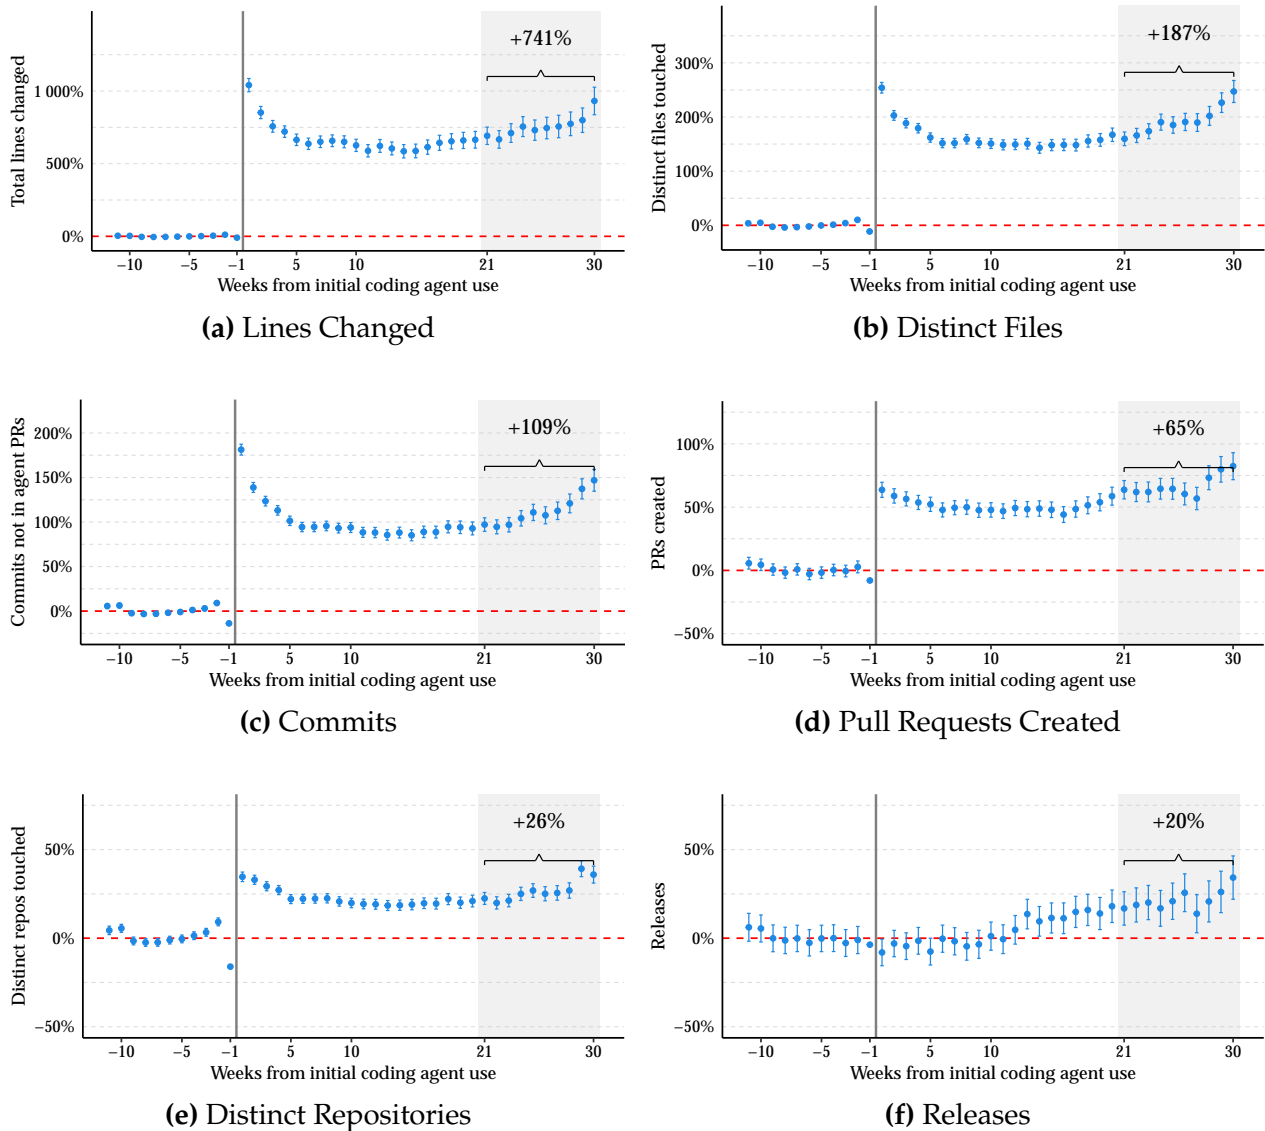 +741%
Total lines changed
1 000%
500%
0%
−10 −5 −1 5 10 21 30
Weeks from initial coding agent use
(a) Lines Changed
+187%
Distinct files touched
300%
200%
100%
0%
−10 −5 −1 5 10 21 30
Weeks from initial coding agent use
(b) Distinct Files
+109%
Commits not in agent PRs
200%
150%
100%
50%
0%
−10 −5 −1 5 10 21 30
Weeks from initial coding agent use
(c) Commits
+65%
PRs created
100%
50%
0%
−50%
−10 −5 −1 5 10 21 30
Weeks from initial coding agent use
(d) Pull Requests Created
+26%
Distinct repos touched
50%
0%
−50%
−10 −5 −1 5 10 21 30
Weeks from initial coding agent use
(e) Distinct Repositories
+20%
Releases
50%
0%
−50%
−10 −5 −1 5 10 21 30
Weeks from initial coding agent use
(f) Releases